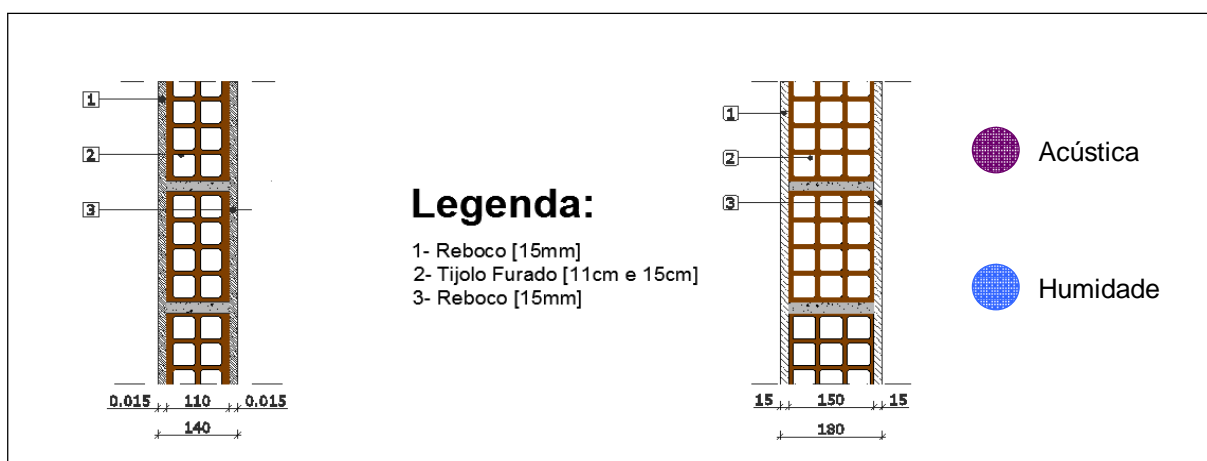 1
2
3
0.015 110 0.015
140
Legenda:
1- Reboco [15mm]
2- Tijolo Furado [11cm e 15cm]
3- Reboco [15mm]
1
2
3
15 150 15
180
Acústica
Humidade